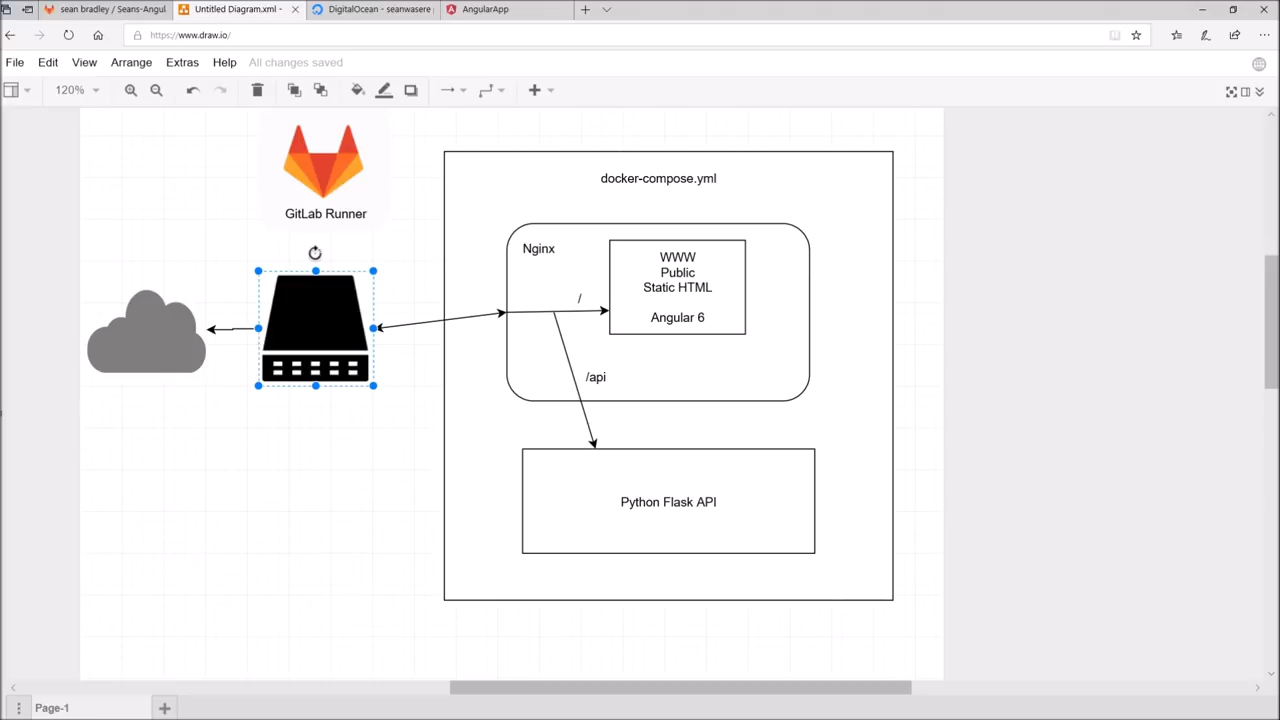 sean bradley / Seans-Angul
Untitled Diagram.xml -
DigitalOcean - seanwasere
AngularApp
https://www.draw.io/
File Edit View Arrange Extras Help All changes saved
120%
GitLab Runner
docker-compose.yml
Nginx
WWW
Public
Static HTML
Angular 6
/
/api
Python Flask API
Page-1